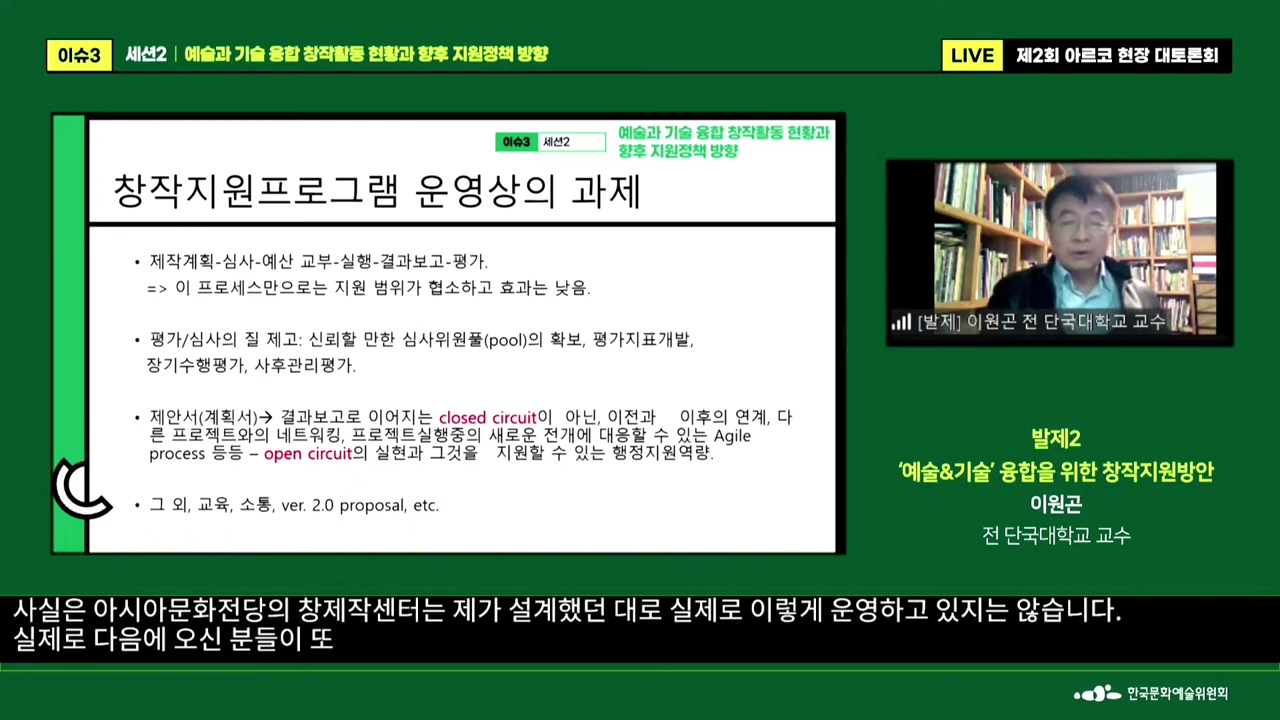 이슈3 세션2 | 예술과 기술 융합 창작활동 현황과 향후 지원정책 방향
LIVE 제2회 아르코 현장 대토론회
이슈3 세션2
예술과 기술 융합 창작활동 현황과
향후 지원정책 방향
창작지원프로그램 운영상의 과제
• 제작계획-심사-예산 교부-실행-결과보고-평가.
=> 이 프로세스만으로는 지원 범위가 협소하고 효과는 낮음.
• 평가/심사의 질 제고: 신뢰할 만한 심사위원풀(pool)의 확보, 평가지표개발,
장기수행평가, 사후관리평가.
• 제안서(계획서)→ 결과보고로 이어지는 closed circuit이 아닌, 이전과 이후의 연계, 다
른 프로젝트와의 네트워킹, 프로젝트실행중의 새로운 전개에 대응할 수 있는 Agile
process 등등 – open circuit의 실현과 그것을 지원할 수 있는 행정지원역량.
• 그 외, 교육, 소통, ver. 2.0 proposal, etc.
[발제] 이원곤 전 단국대학교 교수
발제2
‘예술&기술’ 융합을 위한 창작지원방안
이원곤
전 단국대학교 교수
사실은 아시아문화전당의 창제작센터는 제가 설계했던 대로 실제로 이렇게 운영하고 있지는 않습니다.
실제로 다음에 오신 분들이 또
한국문화예술위원회